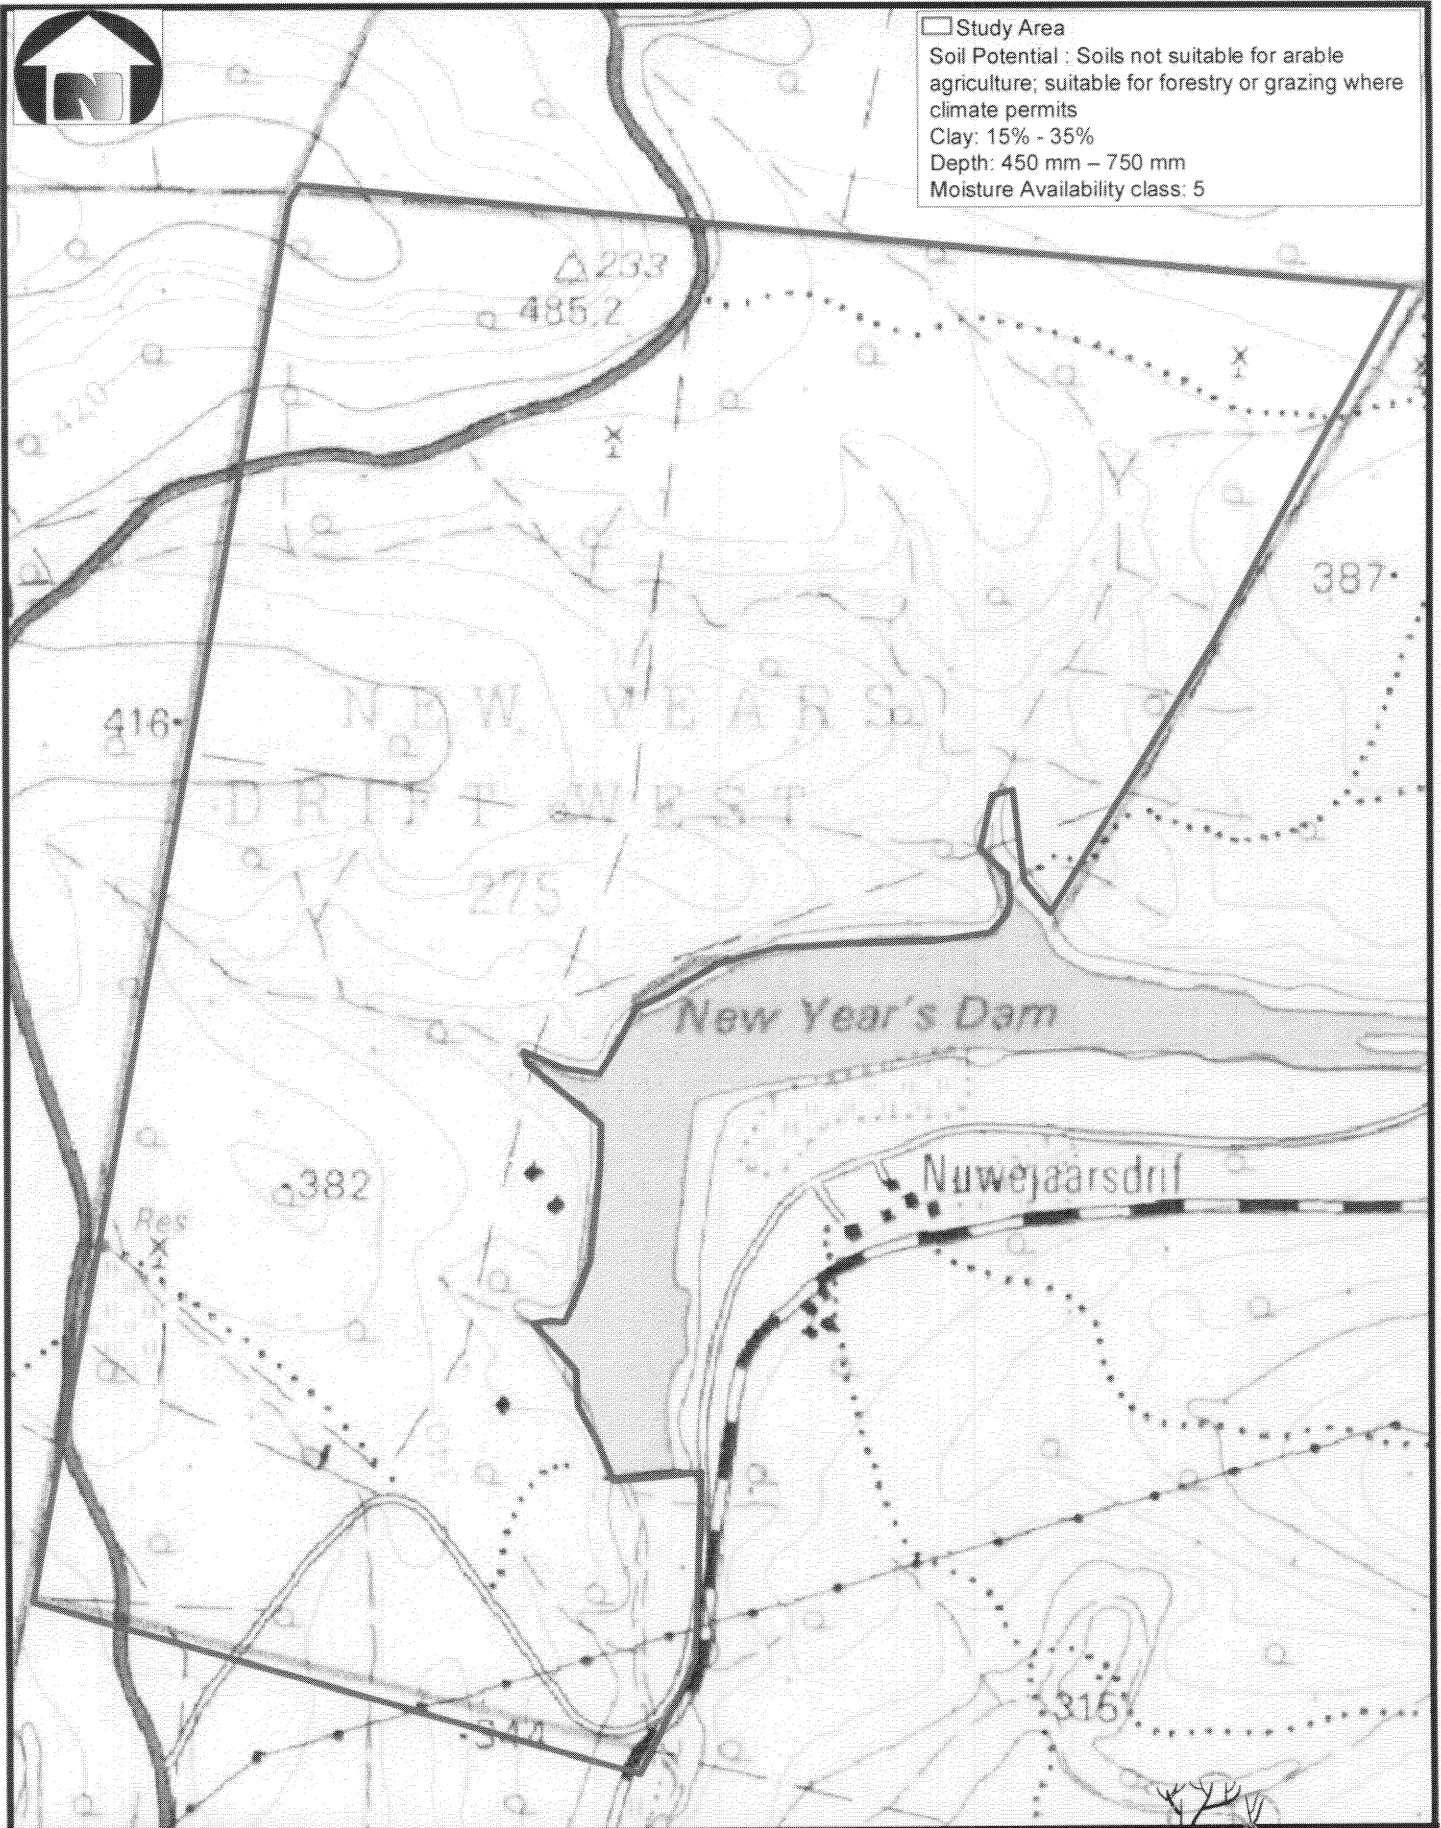 N
Study Area
Soil Potential : Soils not suitable for arable
agriculture; suitable for forestry or grazing where
climate permits
Clay: 15% - 35%
Depth: 450 mm – 750 mm
Moisture Availability class: 5
233
485.2
420
387
416
NEW YEARS
DRIFT WEST
275
New Year's Dam
Nuwejaarsdrif
382
Res
344
315